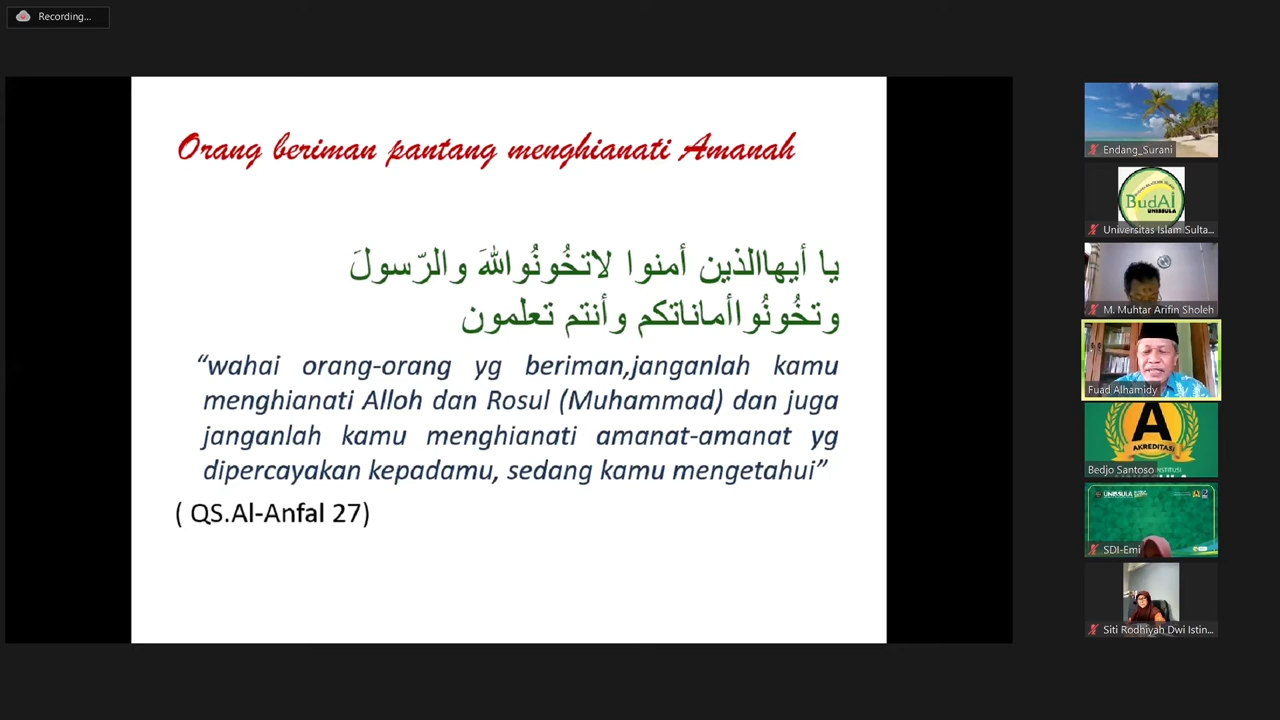 Recording...
Orang beriman pantang menghianati Amanah
يا أيهاالذين أمنوا لاتخُونُواللهَ والرّسولَ
وتخُونُواأماناتكم وأنتم تعلمون
“wahai orang-orang yg beriman,janganlah kamu
menghianati Alloh dan Rosul (Muhammad) dan juga
janganlah kamu menghianati amanat-amanat yg
dipercayakan kepadamu, sedang kamu mengetahui”
( QS.Al-Anfal 27)
Endang_Surani
BudAI
UNISSULA
Universitas Islam Sulta...
M. Muhtar Arifin Sholeh
Fuad Alhamidy
A
AKREDITASI
Bedjo Santoso
UNISSULA
SDI-Emi
Siti Rodhiyah Dwi Istin...